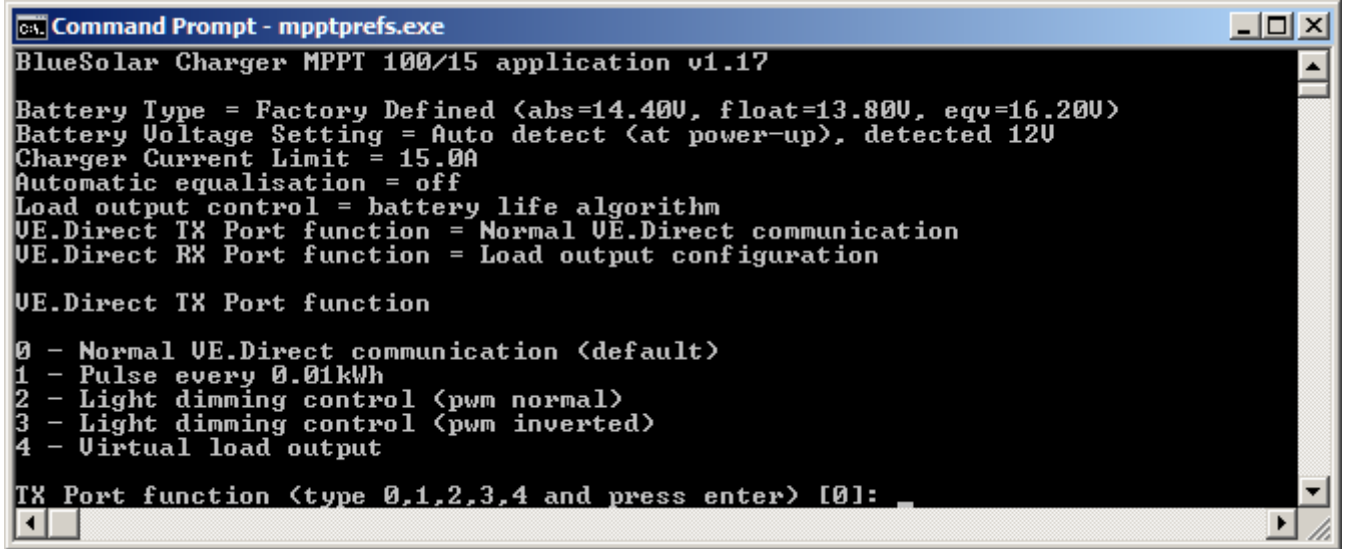 Command Prompt - mpptprefs.exe
BlueSolar Charger MPPT 100/15 application v1.17
Battery Type = Factory Defined (abs=14.40V, float=13.80V, eqv=16.20V)
Battery Voltage Setting = Auto detect (at power-up), detected 12V
Charger Current Limit = 15.0A
Automatic equalisation = off
Load output control = battery life algorithm
VE.Direct TX Port function = Normal VE.Direct communication
VE.Direct RX Port function = Load output configuration
VE.Direct TX Port function
0 - Normal VE.Direct communication (default)
1 - Pulse every 0.01kWh
2 - Light dimming control (pwm normal)
3 - Light dimming control (pwm inverted)
4 - Virtual load output
TX Port function (type 0,1,2,3,4 and press enter) [0]: _